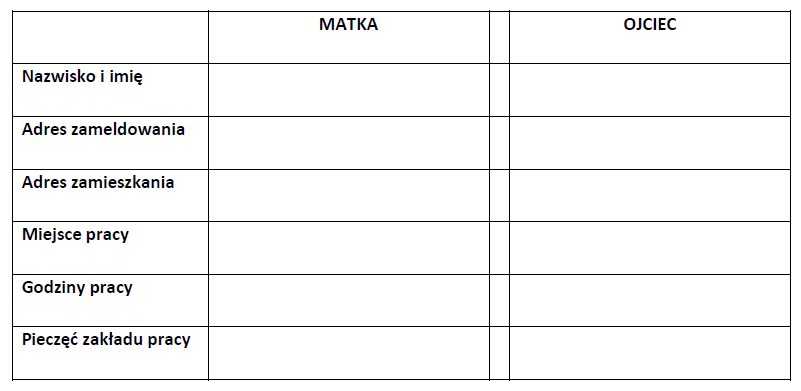 MATKA OJCIEC
Nazwisko i imię
Adres zameldowania
Adres zamieszkania
Miejsce pracy
Godziny pracy
Pieczęć zakładu pracy